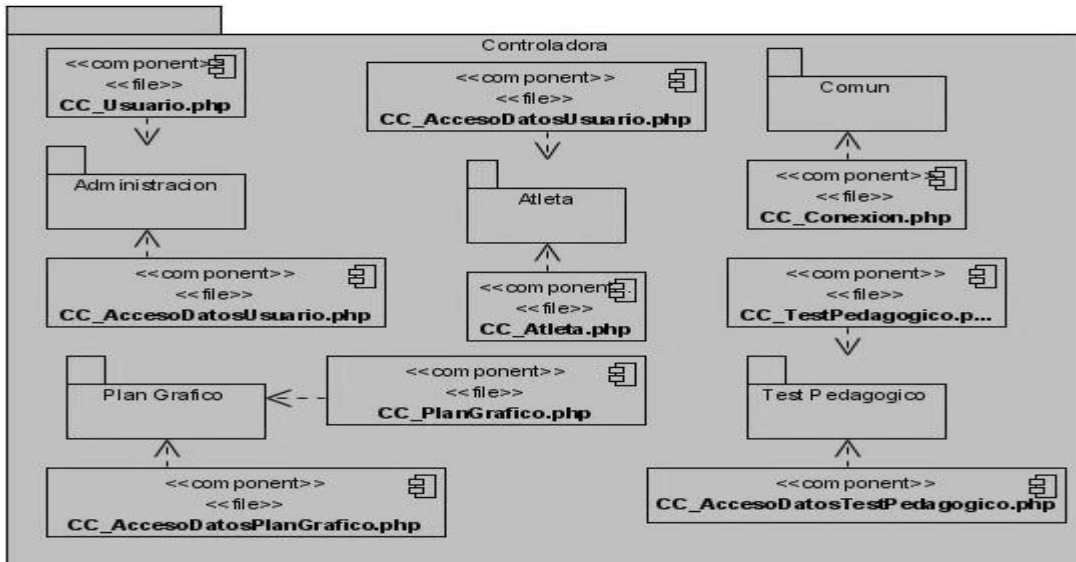 Controladora
<<component>>
<<file>>
CC_Usuario.php
<<component>>
<<file>>
CC_AccesoDatosUsuario.php
Comun
Administracion
Atleta
<<component>>
<<file>>
CC_Conexion.php
<<component>>
<<file>>
CC_AccesoDatosUsuario.php
<<component>>
<<file>>
CC_Atleta.php
<<component>>
<<file>>
CC_TestPedagogico.p...
Plan Grafico
<<component>>
<<file>>
CC_PlanGrafico.php
Test Pedagogico
<<component>>
<<file>>
CC_AccesoDatosPlanGrafico.php
<<component>>
CC_AccesoDatosTestPedagogico.php